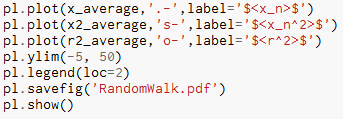 pl.plot(x_average,'.-',label='$<x_n>$')
pl.plot(x2_average,'s-',label='$<x_n^2>$')
pl.plot(r2_average,'o-',label='$<r^2>$')
pl.ylim(-5, 50)
pl.legend(loc=2)
pl.savefig('RandomWalk.pdf')
pl.show()